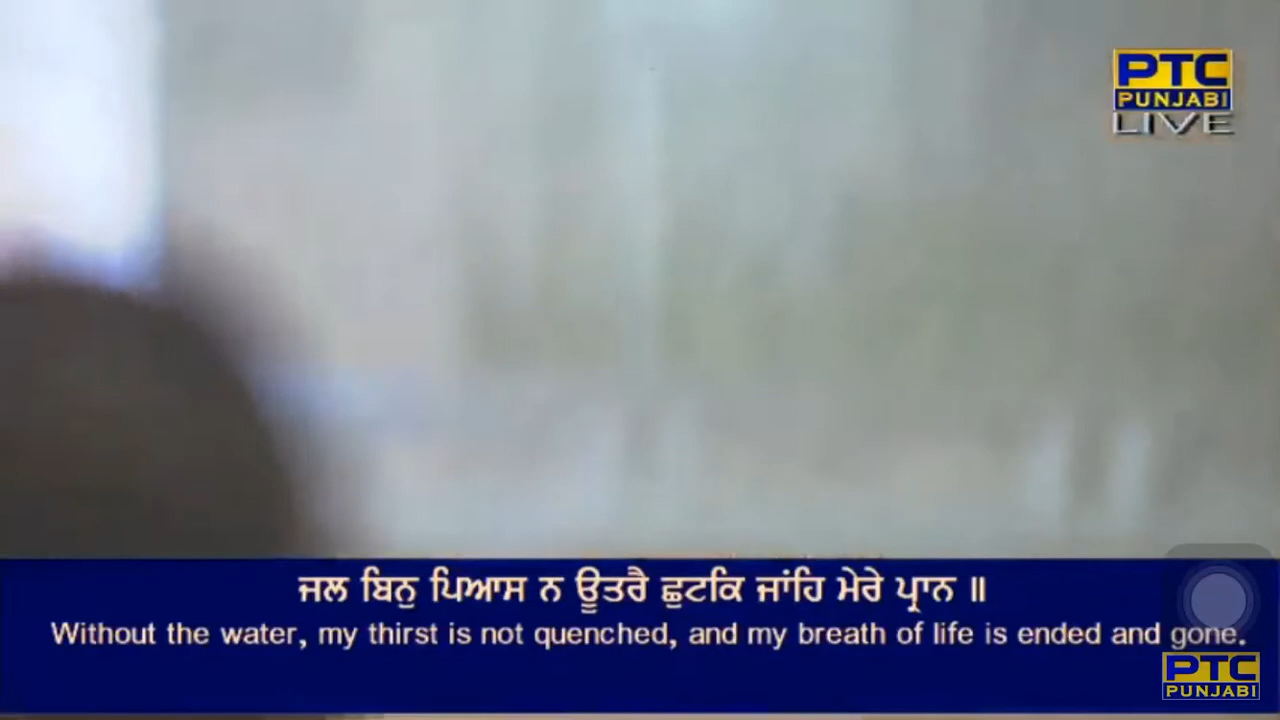 PTC
PUNJABI
LIVE
ਜਲ ਬਿਨੁ ਪਿਆਸ ਨ ਊਤਰੈ ਛੁਟਕਿ ਜਾਂਹਿ ਮੇਰੇ ਪ੍ਰਾਨ ॥
Without the water, my thirst is not quenched, and my breath of life is ended and gone.
PTC
PUNJABI